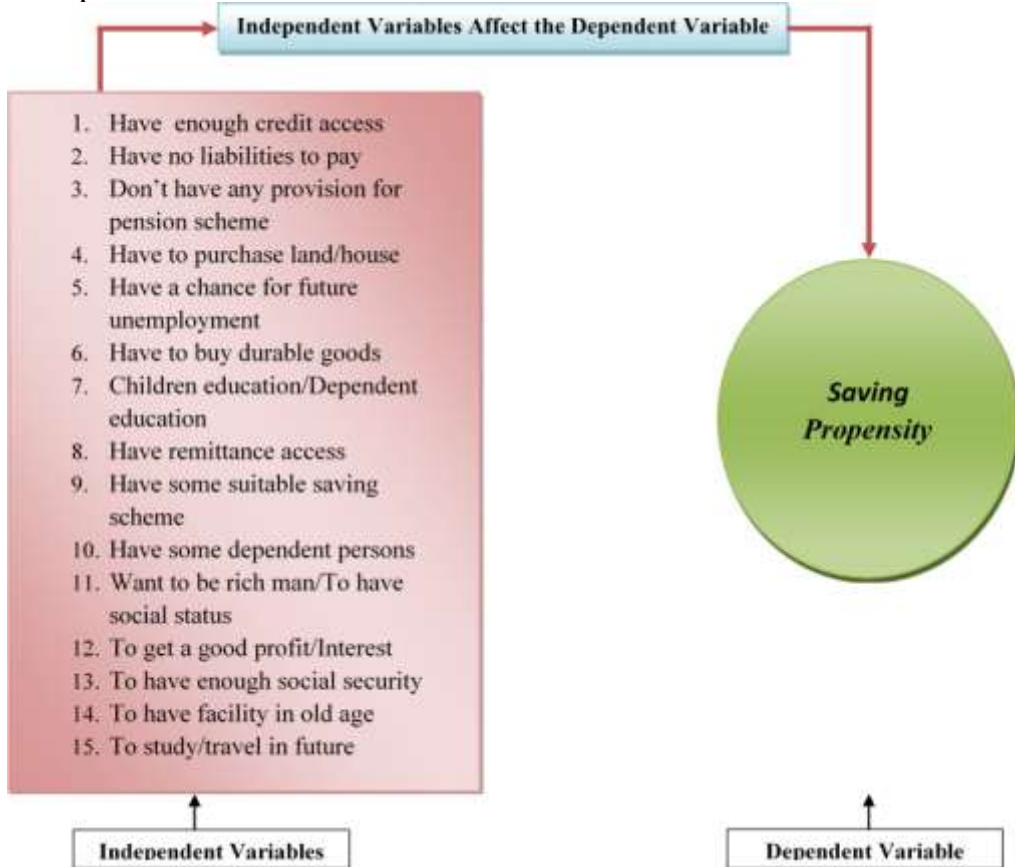 Independent Variables Affect the Dependent Variable
1. Have enough credit access
2. Have no liabilities to pay
3. Don't have any provision for
pension scheme
4. Have to purchase land/house
5. Have a chance for future
unemployment
6. Have to buy durable goods
7. Children education/Dependent
education
8. Have remittance access
9. Have some suitable saving
scheme
10. Have some dependent persons
11. Want to be rich man/To have
social status
12. To get a good profit/Interest
13. To have enough social security
14. To have facility in old age
15. To study/travel in future
Saving
Propensity
Independent Variables
Dependent Variable